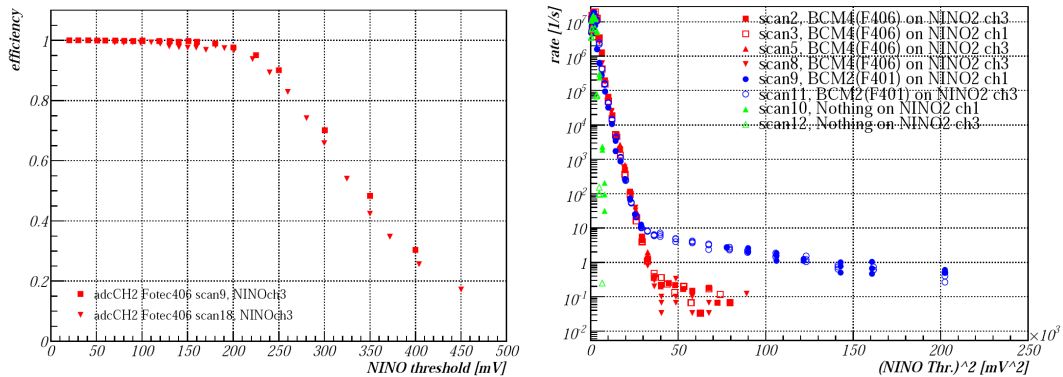 efficiency
1
0.8
0.6
0.4
0.2
adcCH2 Fotec406 scan9, NINOch3
adcCH2 Fotec406 scan18, NINOch3
0 50 100 150 200 250 300 350 400 450 500
NINO threshold [mV]
rate [1/s]
10^7
10^6
10^5
10^4
10^3
10^2
10
1
10^-1
10^-2
scan2, BCM4(F406) on NINO2 ch3
scan3, BCM4(F406) on NINO2 ch1
scan5, BCM4(F406) on NINO2 ch3
scan8, BCM4(F406) on NINO2 ch3
scan9, BCM2(F401) on NINO2 ch1
scan11, BCM2(F401) on NINO2 ch3
scan10, Nothing on NINO2 ch1
scan12, Nothing on NINO2 ch3
×10^3
0 50 100 150 200 250
(NINO Thr.)^2 [mV^2]